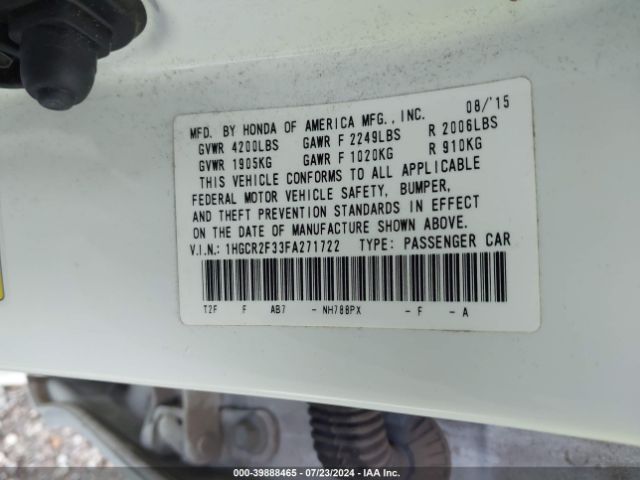 MFD. BY HONDA OF AMERICA MFG., INC. 08/'15
GVWR 4200LBS GAWR F 2249LBS R 2006LBS
GVWR 1905KG GAWR F 1020KG R 910KG
THIS VEHICLE CONFORMS TO ALL APPLICABLE
FEDERAL MOTOR VEHICLE SAFETY, BUMPER,
AND THEFT PREVENTION STANDARDS IN EFFECT
ON THE DATE OF MANUFACTURE SHOWN ABOVE.
V.I.N.: 1HGCR2F33FA271722 TYPE: PASSENGER CAR
T2F F AB7 - NH788PX - F - A
000-39888465 - 07/23/2024 - IAA Inc.